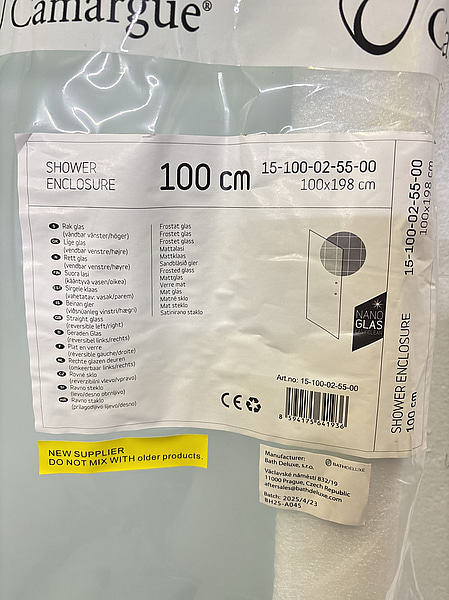 Camargue®
C
SHOWER
ENCLOSURE
100 cm
15-100-02-55-00
100x198 cm
Rak glas
(vändbar vänster/höger)
Lige glas
(vendbar venstre/højre)
Rett glas
(vendbar venstre/høyre)
Suora lasi
(kääntyvä vasen/oikea)
Sirgele klaas
(vahetatav: vasak/parem)
Beinan gler
(viðsnúanleg vinstri/hægri)
Straight glass
(reversible left/right)
Geraden Glas
(reversibel links/rechts)
Plat en verre
(réversible gauche/droite)
Rechte glazen deuren
(omkeerbaar links/rechts)
Rovné sklo
(reverzibilní vlevo/vpravo)
Ravno steklo
(levo/desno obrnljivo)
Ravno staklo
(prilagodljivo lijevo/desno)
Frostat glas
Frostet glas
Frostet glass
Mattalasi
Mattklaas
Sandblásið gler
Frosted glass
Mattglas
Verre mat
Mat glas
Matné sklo
Mat steklo
Satinirano staklo
NANO
GLAS
Art.no: 15-100-02-55-00
CE
8 594175 641936
15-100-02-55-00
100x198 cm
SHOWER ENCLOSURE
100 cm
NEW SUPPLIER
DO NOT MIX WITH older products.
Manufacturer:
Bath Deluxe, s.r.o.
BATHDELUXE
Václavské náměstí 832/19
11000 Prague, Czech Republic
aftersales@bathdeluxe.com
Batch: 2025/4/23
BH25-A045